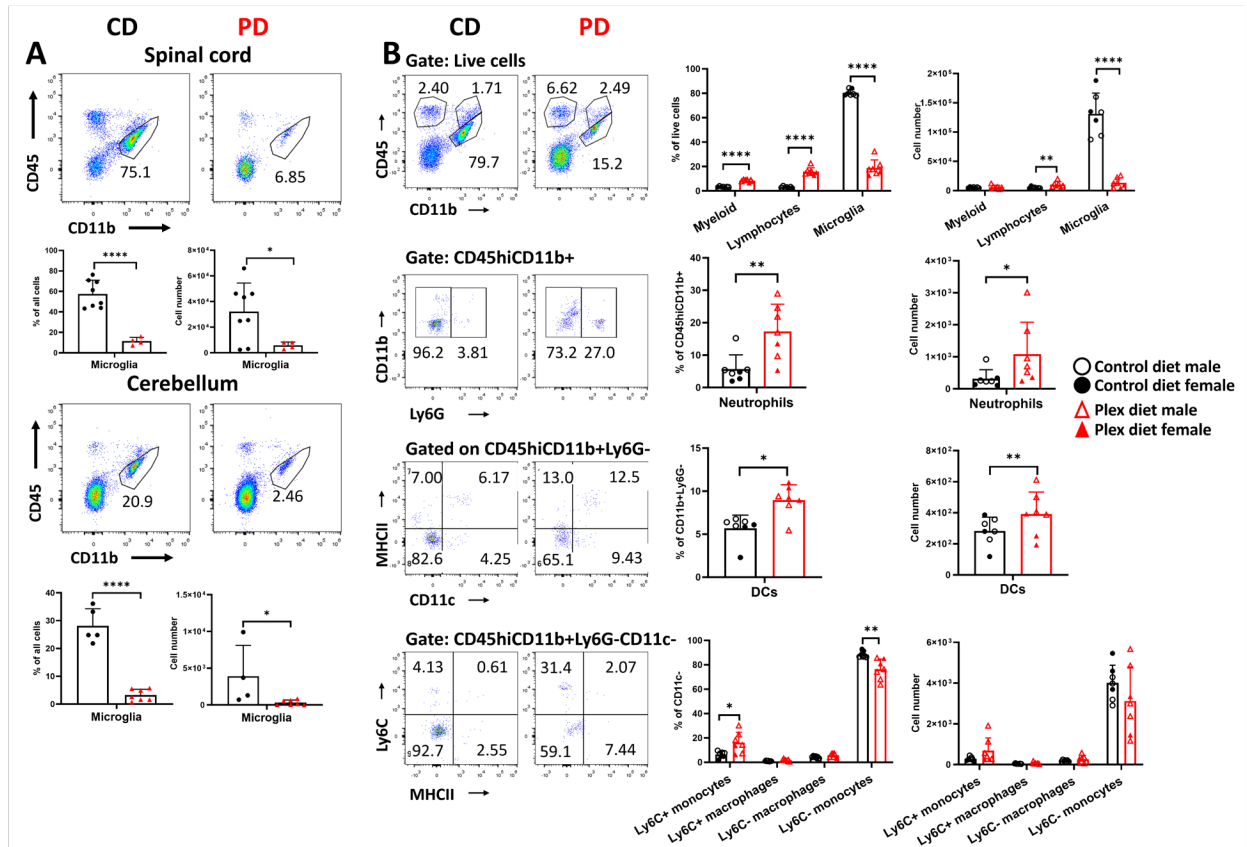 CD PD
A
Spinal cord
CD45
75.1
6.85
CD11b
% of all cells
****
Microglia
Cell number
*
Microglia
Cerebellum
CD45
20.9
2.46
CD11b
% of all cells
****
Microglia
Cell number
*
Microglia
CD PD
B
Gate: Live cells
2.40 1.71 6.62 2.49
CD45
79.7 15.2
CD11b
% of live cells
**** **** ****
Myeloid Lymphocytes Microglia
Cell number
** ****
Myeloid Lymphocytes Microglia
Gate: CD45hiCD11b+
CD11b
96.2 3.81 73.2 27.0
Ly6G
% of CD45hiCD11b+
**
Neutrophils
Cell number
*
Neutrophils
Control diet male
Control diet female
Plex diet male
Plex diet female
Gated on CD45hiCD11b+Ly6G-
7.00 6.17 13.0 12.5
MHCII
82.6 4.25 65.1 9.43
CD11c
% of CD11b+Ly6G-
*
DCs
Cell number
**
DCs
Gate: CD45hiCD11b+Ly6G-CD11c-
4.13 0.61 31.4 2.07
Ly6C
92.7 2.55 59.1 7.44
MHCII
% of CD11c-
* **
Ly6C+ monocytes Ly6C+ macrophages Ly6C- macrophages Ly6C- monocytes
Cell number
Ly6C+ monocytes Ly6C+ macrophages Ly6C- macrophages Ly6C- monocytes